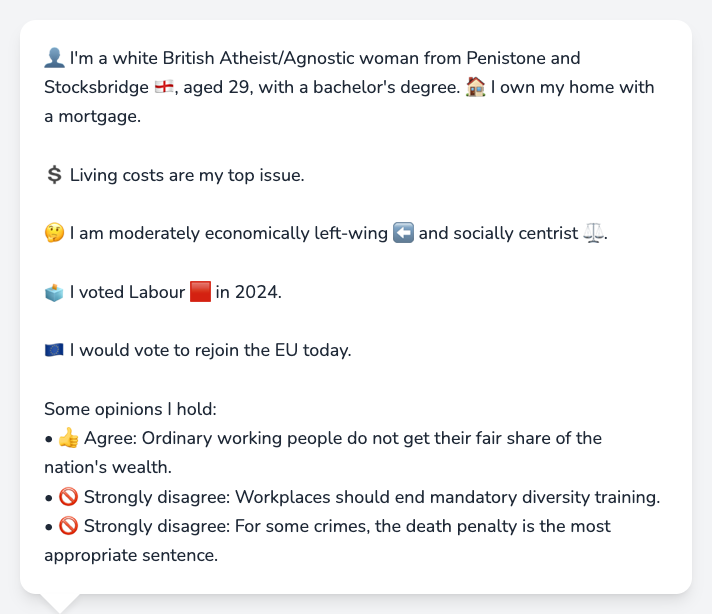 👤 I'm a white British Atheist/Agnostic woman from Penistone and
Stocksbridge 🏴󠁧󠁢󠁥󠁮󠁧󠁿, aged 29, with a bachelor's degree. 🏠 I own my home with
a mortgage.
💲 Living costs are my top issue.
🤔 I am moderately economically left-wing ⬅️ and socially centrist ⚖️.
🗳️ I voted Labour 🟥 in 2024.
🇪🇺 I would vote to rejoin the EU today.
Some opinions I hold:
• 👍 Agree: Ordinary working people do not get their fair share of the
nation's wealth.
• 🚫 Strongly disagree: Workplaces should end mandatory diversity training.
• 🚫 Strongly disagree: For some crimes, the death penalty is the most
appropriate sentence.